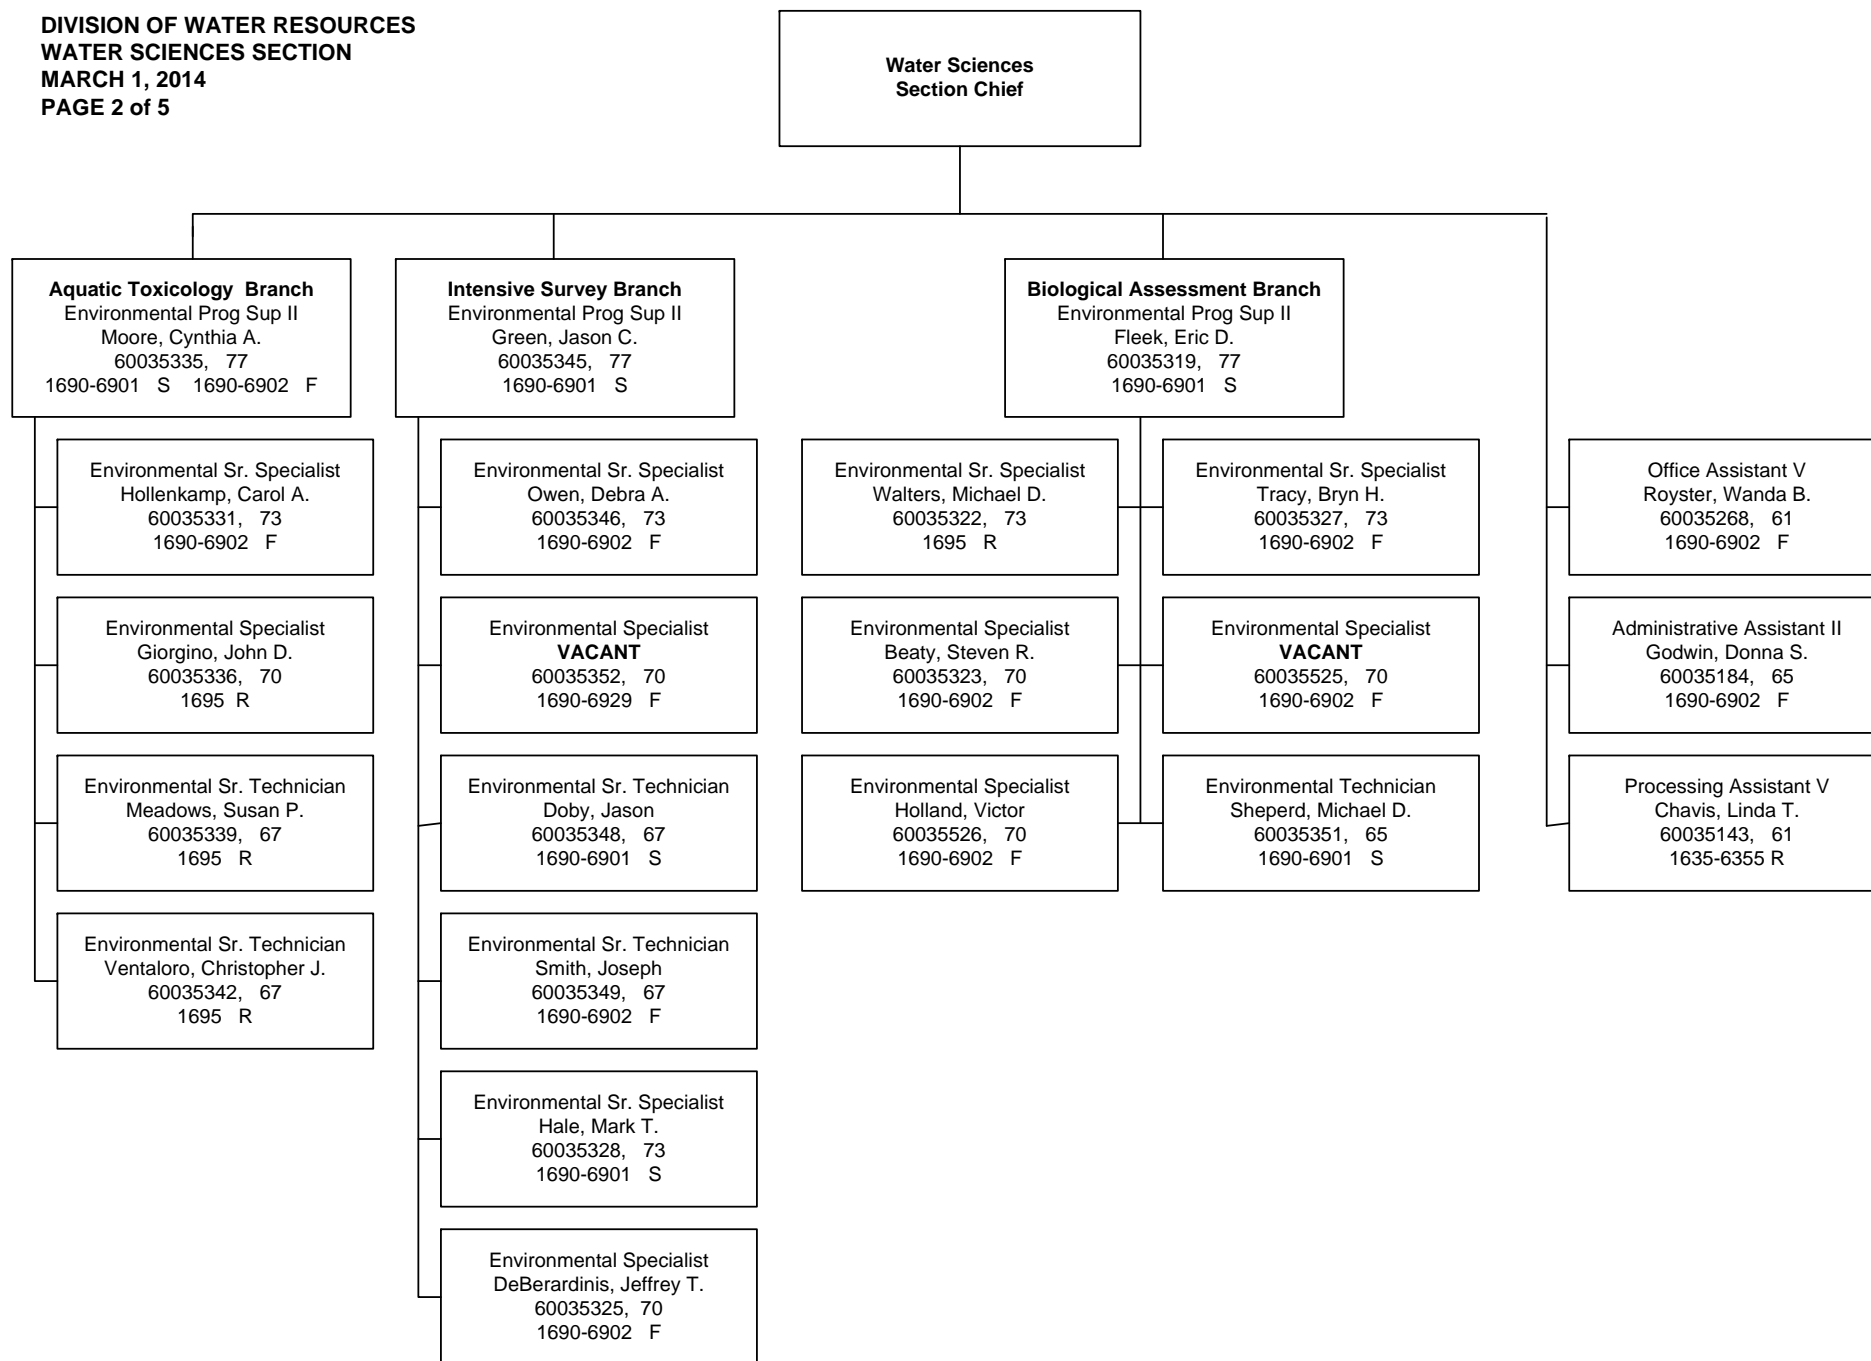 DIVISION OF WATER RESOURCES
WATER SCIENCES SECTION
MARCH 1, 2014
PAGE 2 of 5
Water Sciences
Section Chief
Aquatic Toxicology Branch
Environmental Prog Sup II
Moore, Cynthia A.
60035335, 77
1690-6901 S 1690-6902 F
Environmental Sr. Specialist
Hollenkamp, Carol A.
60035331, 73
1690-6902 F
Environmental Specialist
Giorgino, John D.
60035336, 70
1695 R
Environmental Sr. Technician
Meadows, Susan P.
60035339, 67
1695 R
Environmental Sr. Technician
Ventaloro, Christopher J.
60035342, 67
1695 R
Intensive Survey Branch
Environmental Prog Sup II
Green, Jason C.
60035345, 77
1690-6901 S
Environmental Sr. Specialist
Owen, Debra A.
60035346, 73
1690-6902 F
Environmental Specialist
VACANT
60035352, 70
1690-6929 F
Environmental Sr. Technician
Doby, Jason
60035348, 67
1690-6901 S
Environmental Sr. Technician
Smith, Joseph
60035349, 67
1690-6902 F
Environmental Sr. Specialist
Hale, Mark T.
60035328, 73
1690-6901 S
Environmental Specialist
DeBerardinis, Jeffrey T.
60035325, 70
1690-6902 F
Biological Assessment Branch
Environmental Prog Sup II
Fleek, Eric D.
60035319, 77
1690-6901 S
Environmental Sr. Specialist
Walters, Michael D.
60035322, 73
1695 R
Environmental Specialist
Beaty, Steven R.
60035323, 70
1690-6902 F
Environmental Specialist
Holland, Victor
60035526, 70
1690-6902 F
Environmental Sr. Specialist
Tracy, Bryn H.
60035327, 73
1690-6902 F
Environmental Specialist
VACANT
60035525, 70
1690-6902 F
Environmental Technician
Sheperd, Michael D.
60035351, 65
1690-6901 S
Office Assistant V
Royster, Wanda B.
60035268, 61
1690-6902 F
Administrative Assistant II
Godwin, Donna S.
60035184, 65
1690-6902 F
Processing Assistant V
Chavis, Linda T.
60035143, 61
1635-6355 R